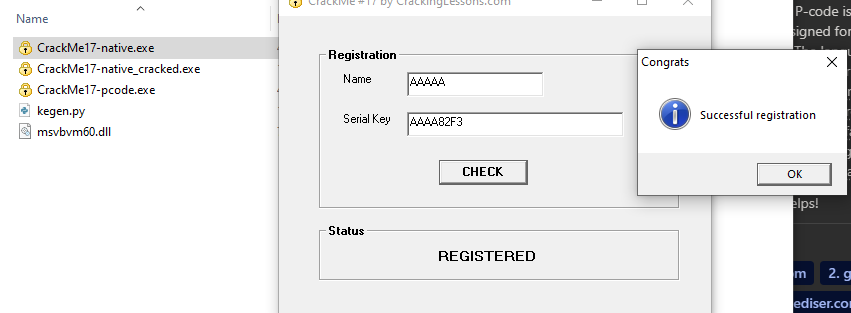 CrackMe #17 by CrackingLessons.com
Name
CrackMe17-native.exe
CrackMe17-native_cracked.exe
CrackMe17-pcode.exe
kegen.py
msvbvm60.dll
Registration
Name
AAAAA
Serial Key
AAAA82F3
CHECK
Status
REGISTERED
Congrats
Successful registration
OK
P-code is
signed for
elps!
om
2. g
ediser.co